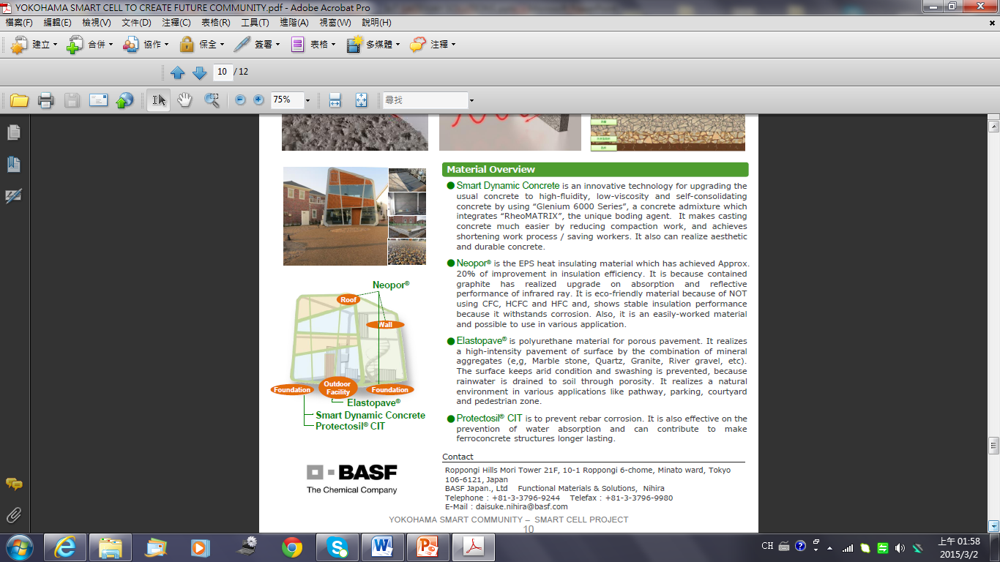 YOKOHAMA SMART CELL TO CREATE FUTURE COMMUNITY.pdf - Adobe Acrobat Pro
檔案(F) 編輯(E) 檢視(V) 文件(D) 注釋(C) 表格(R) 工具(T) 進階(A) 視窗(W) 說明(H)
建立 合併 協作 保全 簽署 表格 多媒體 注釋
10 / 12
75% 尋找
Material Overview
Smart Dynamic Concrete is an innovative technology for upgrading the
usual concrete to high-fluidity, low-viscosity and self-consolidating
concrete by using “Glenium 6000 Series”, a concrete admixture which
integrates “RheoMATRIX”, the unique boding agent. It makes casting
concrete much easier by reducing compaction work, and achieves
shortening work process / saving workers. It also can realize aesthetic
and durable concrete.
Neopor® is the EPS heat insulating material which has achieved Approx.
20% of improvement in insulation efficiency. It is because contained
graphite has realized upgrade on absorption and reflective
performance of infrared ray. It is eco-friendly material because of NOT
using CFC, HCFC and HFC and, shows stable insulation performance
because it withstands corrosion. Also, it is an easily-worked material
and possible to use in various application.
Elastopave® is polyurethane material for porous pavement. It realizes
a high-intensity pavement of surface by the combination of mineral
aggregates (e,g, Marble stone, Quartz, Granite, River gravel, etc).
The surface keeps arid condition and swashing is prevented, because
rainwater is drained to soil through porosity. It realizes a natural
environment in various applications like pathway, parking, courtyard
and pedestrian zone.
Protectosil® CIT is to prevent rebar corrosion. It is also effective on the
prevention of water absorption and can contribute to make
ferroconcrete structures longer lasting.
Neopor®
Roof
Wall
Foundation
Outdoor
Facility
Foundation
Elastopave®
Smart Dynamic Concrete
Protectosil® CIT
BASF
The Chemical Company
Contact
Roppongi Hills Mori Tower 21F, 10-1 Roppongi 6-chome, Minato ward, Tokyo
106-6121, Japan
BASF Japan., Ltd Functional Materials & Solutions, Nihira
Telephone : +81-3-3796-9244 Telefax : +81-3-3796-9980
E-Mail : daisuke.nihira@basf.com
YOKOHAMA SMART COMMUNITY – SMART CELL PROJECT
10
CH
上午 01:58
2015/3/2